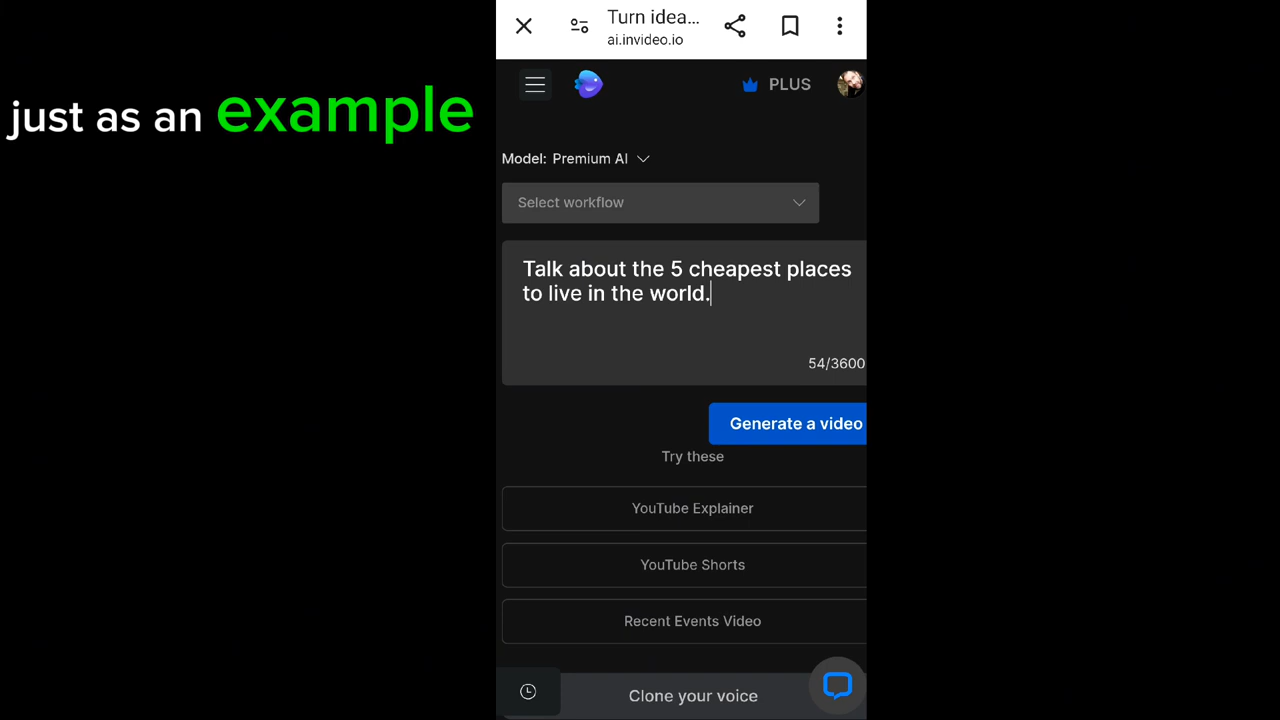 just as an example
Turn idea...
ai.invideo.io
PLUS
Model: Premium AI
Select workflow
Talk about the 5 cheapest places
to live in the world.
54/3600
Generate a video
Try these
YouTube Explainer
YouTube Shorts
Recent Events Video
Clone your voice